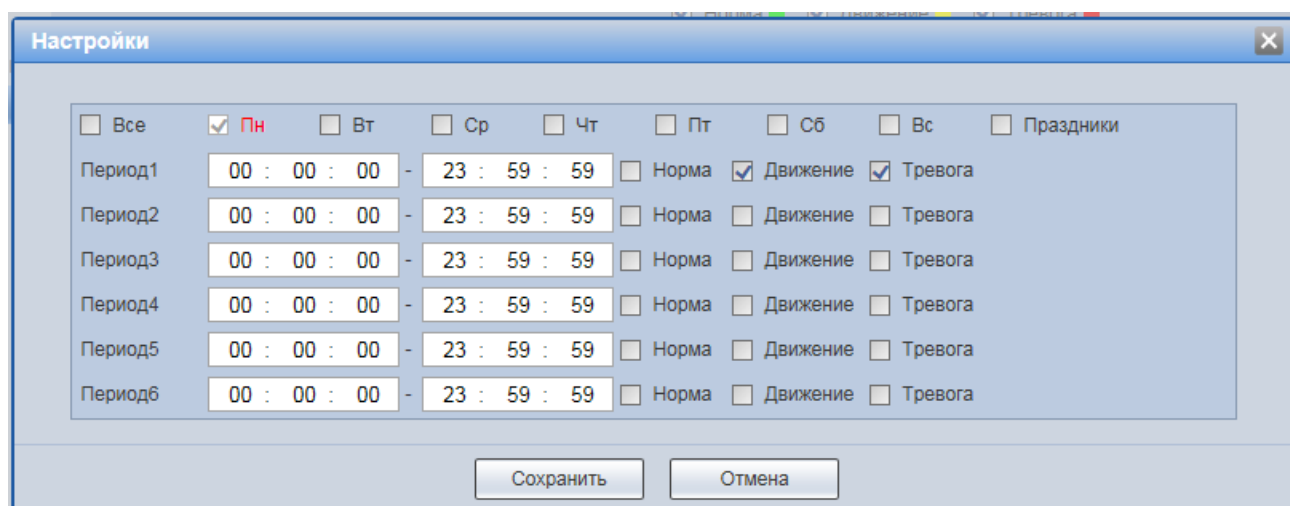 Норма Движение Тревога
Настройки
Все Пн Вт Ср Чт Пт Сб Вс Праздники
Период1 00 : 00 : 00 - 23 : 59 : 59 Норма Движение Тревога
Период2 00 : 00 : 00 - 23 : 59 : 59 Норма Движение Тревога
Период3 00 : 00 : 00 - 23 : 59 : 59 Норма Движение Тревога
Период4 00 : 00 : 00 - 23 : 59 : 59 Норма Движение Тревога
Период5 00 : 00 : 00 - 23 : 59 : 59 Норма Движение Тревога
Период6 00 : 00 : 00 - 23 : 59 : 59 Норма Движение Тревога
Сохранить Отмена